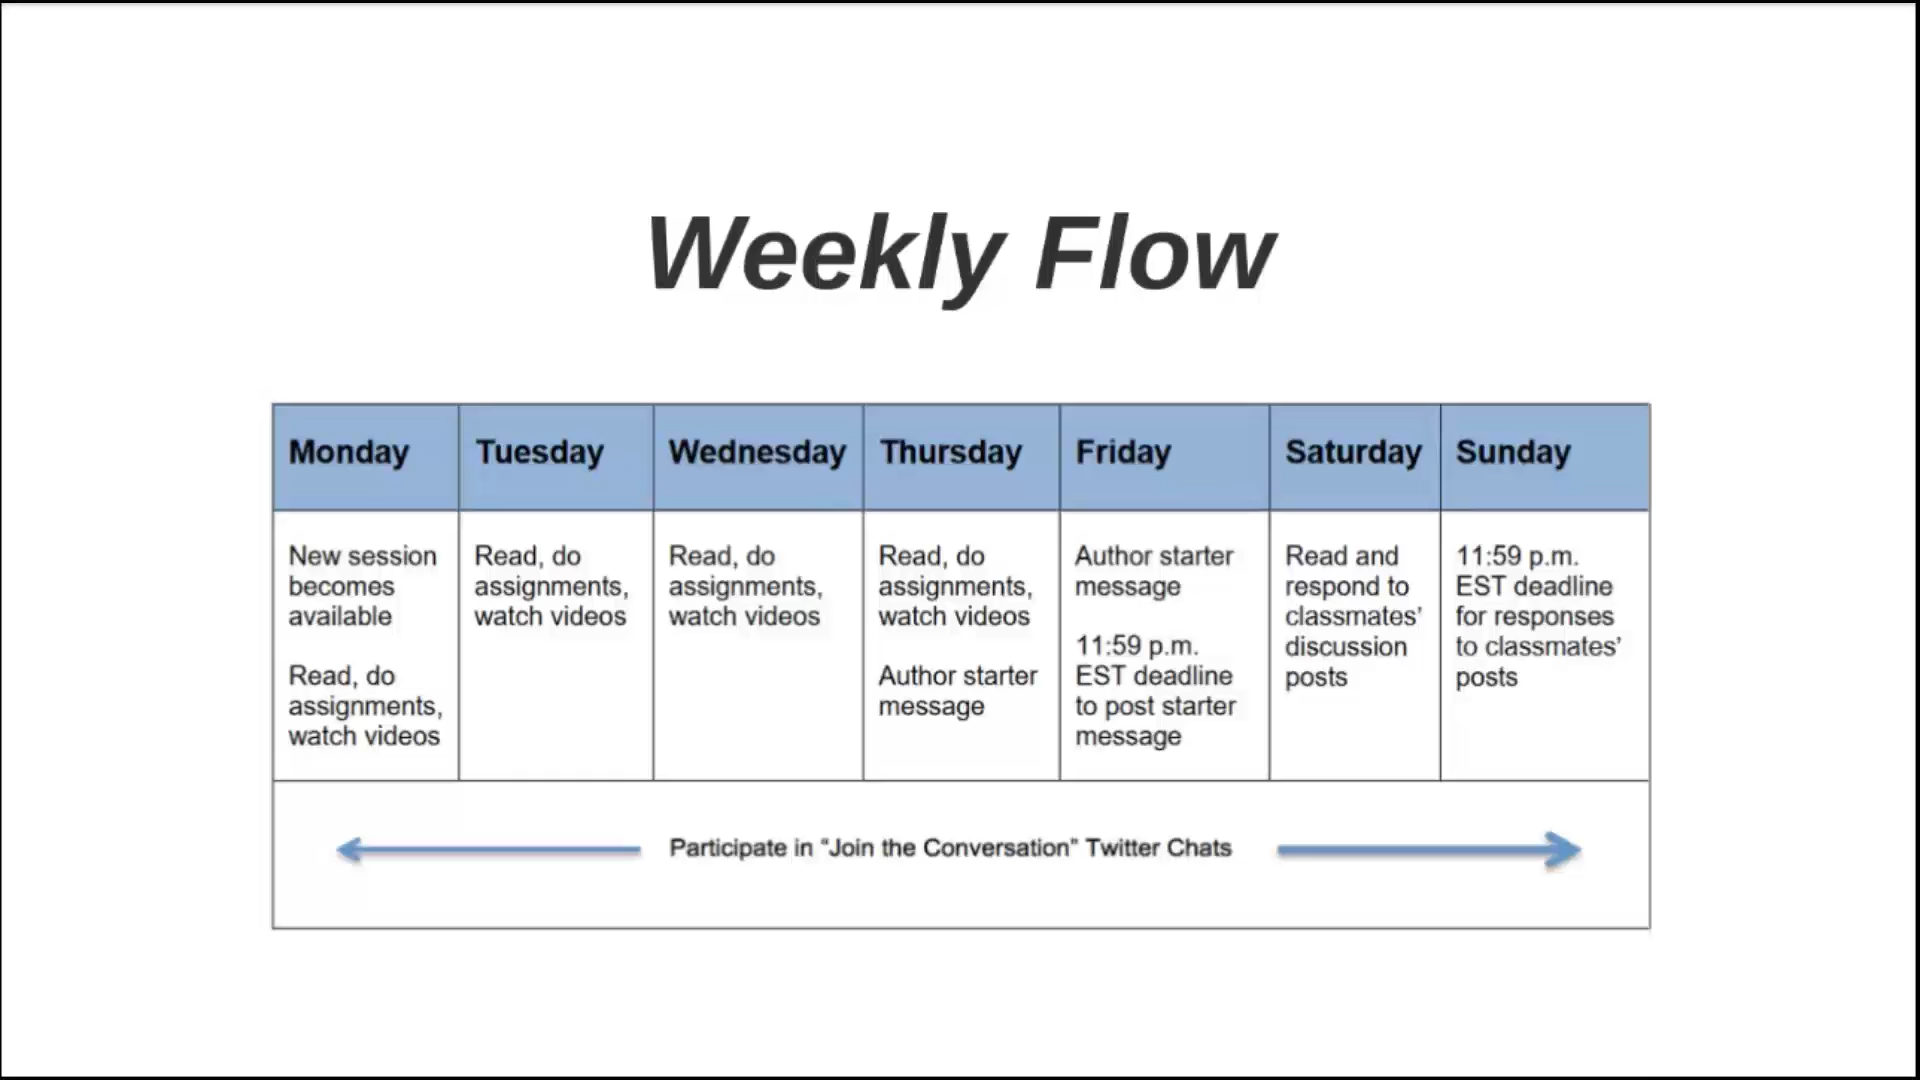 Weekly Flow
Monday
Tuesday
Wednesday
Thursday
Friday
Saturday
Sunday
New session
becomes
available
Read, do
assignments,
watch videos
Read, do
assignments,
watch videos
Read, do
assignments,
watch videos
Read, do
assignments,
watch videos
Author starter
message
Author starter
message
11:59 p.m.
EST deadline
to post starter
message
Read and
respond to
classmates’
discussion
posts
11:59 p.m.
EST deadline
for responses
to classmates’
posts
Participate in “Join the Conversation” Twitter Chats